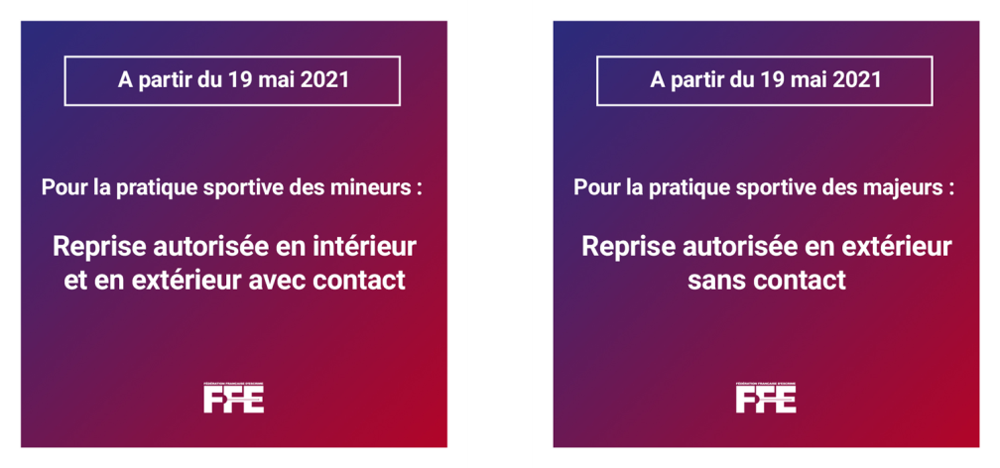 A partir du 19 mai 2021
Pour la pratique sportive des mineurs :
Reprise autorisée en intérieur
et en extérieur avec contact
FÉDÉRATION FRANÇAISE D'ESCRIME
FFE
A partir du 19 mai 2021
Pour la pratique sportive des majeurs :
Reprise autorisée en extérieur
sans contact
FÉDÉRATION FRANÇAISE D'ESCRIME
FFE